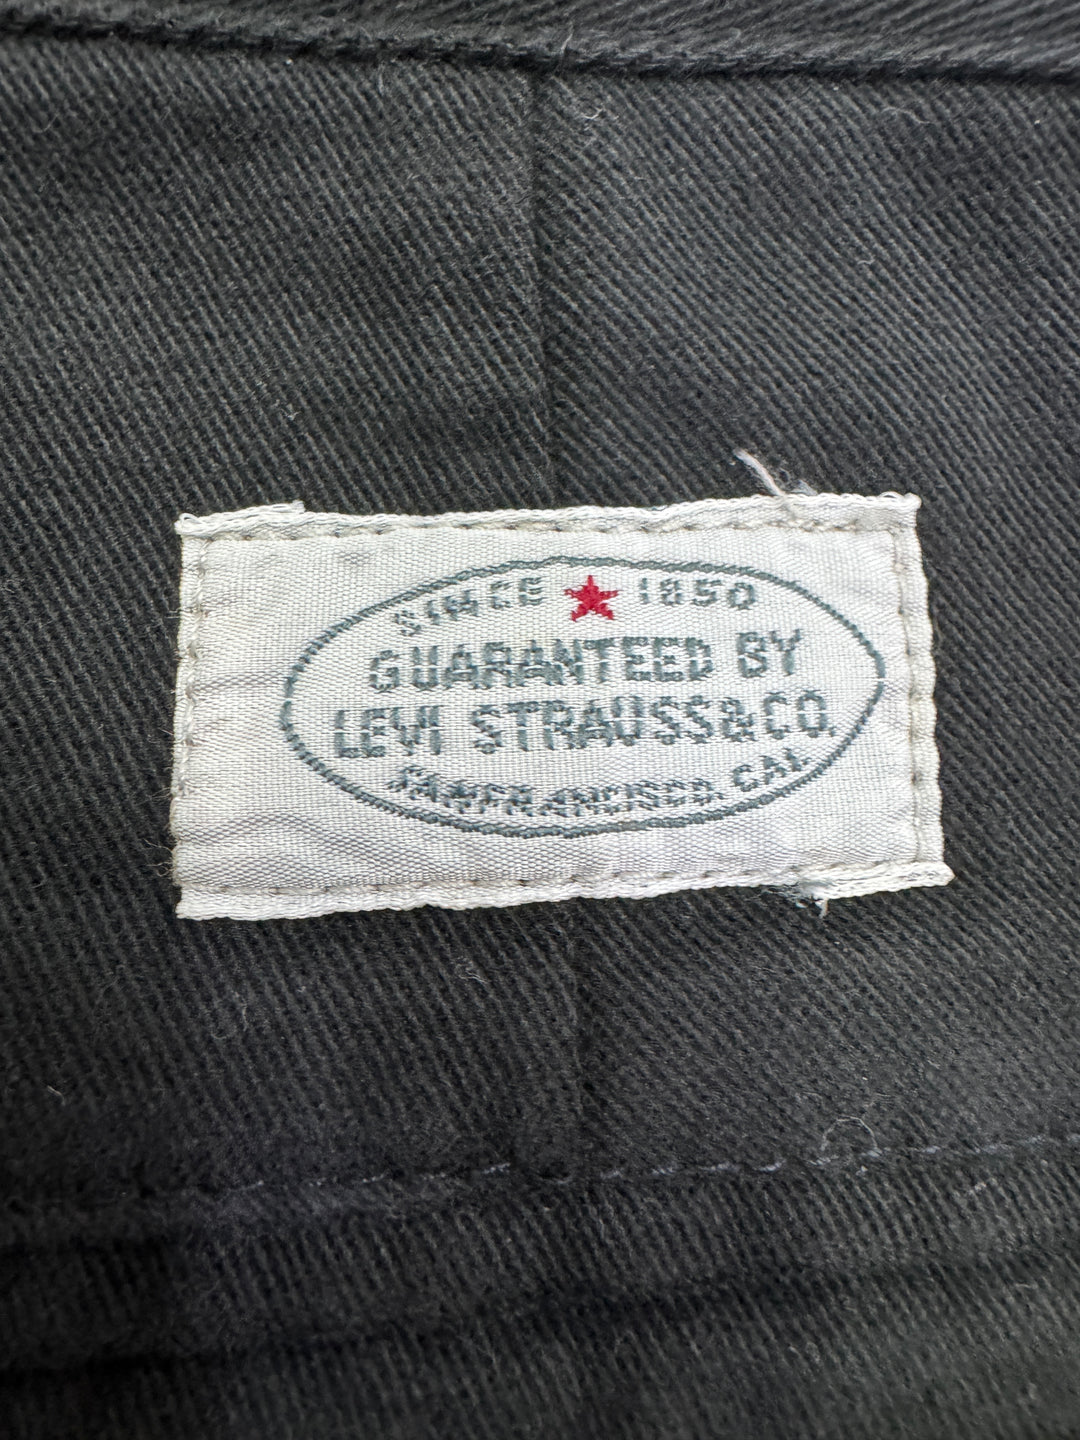 SINCE 1850
GUARANTEED BY
LEVI STRAUSS & CO.
SAN FRANCISCO, CAL.